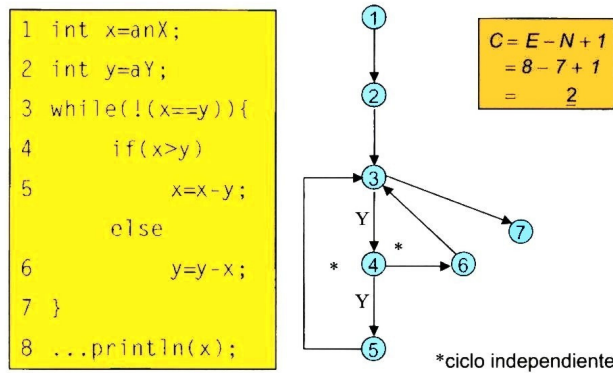 1 int x=anX;
2 int y=aY;
3 while(!(x==y)){
4 if(x>y)
5 x=x-y;
else
6 y=y-x;
7 }
8 ...println(x);
1
2
3
Y
4
*
6
7
*
Y
5
C = E – N + 1
= 8 – 7 + 1
= 2
*ciclo independiente